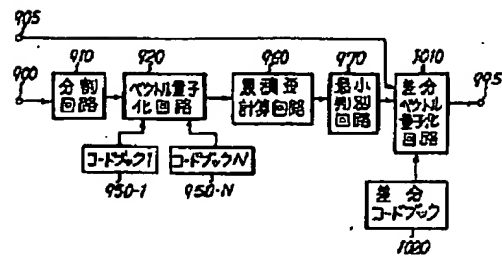 905
900
910
920
960
970
1010
995
分割
回路
ベクトル量子
化回路
累積歪
計算回路
最小
判別
回路
差分
ベクトル
量子化
回路
コードブック1
コードブックN
950-1
950-N
差分
コードブック
1020